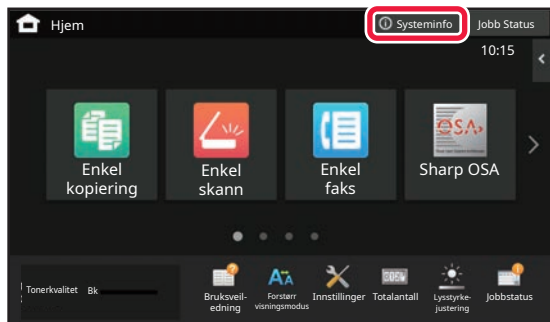 Hjem
Systeminfo
Jobb Status
10:15
Enkel
kopiering
Enkel
skann
Enkel
faks
OSA
Sharp OSA
Tonerkvalitet Bk
Bruksveil-
edning
Forstørr
visningsmodus
Innstillinger
Totalantall
Lysstyrke-
justering
Jobbstatus